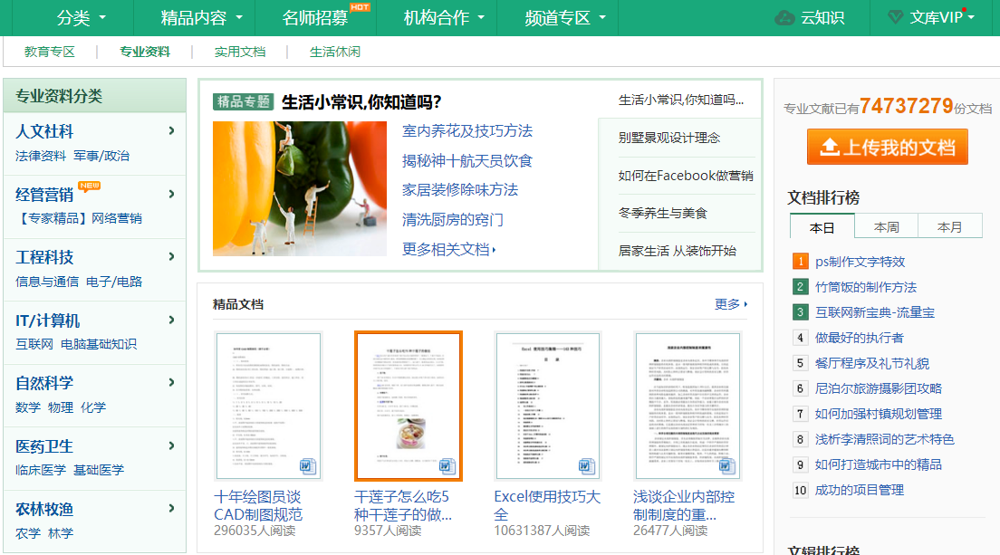 分类 精品内容 名师招募 HOT 机构合作 频道专区 云知识 文库VIP
教育专区 专业资料 实用文档 生活休闲
专业资料分类
人文社科
法律资料 军事/政治
经管营销 NEW
【专家精品】网络营销
工程科技
信息与通信 电子/电路
IT/计算机
互联网 电脑基础知识
自然科学
数学 物理 化学
医药卫生
临床医学 基础医学
农林牧渔
农学 林学
精品专题 生活小常识,你知道吗?
室内养花及技巧方法
揭秘神十航天员饮食
家居装修除味方法
清洗厨房的窍门
更多相关文档
生活小常识,你知道吗...
别墅景观设计理念
如何在Facebook做营销
冬季养生与美食
居家生活 从装饰开始
精品文档 更多
十年绘图员谈
CAD制图规范
296035人阅读
干莲子怎么吃5
种干莲子的做...
9357人阅读
Excel使用技巧大
全
10631387人阅读
浅谈企业内部控
制制度的重...
26477人阅读
专业文献已有74737279份文档
上传我的文档
文档排行榜
本日 本周 本月
1 ps制作文字特效
2 竹筒饭的制作方法
3 互联网新宝典-流量宝
4 做最好的执行者
5 餐厅程序及礼节礼貌
6 尼泊尔旅游摄影团攻略
7 如何加强村镇规划管理
8 浅析李清照词的艺术特色
9 如何打造城市中的精品
10 成功的项目管理
文辑排行榜